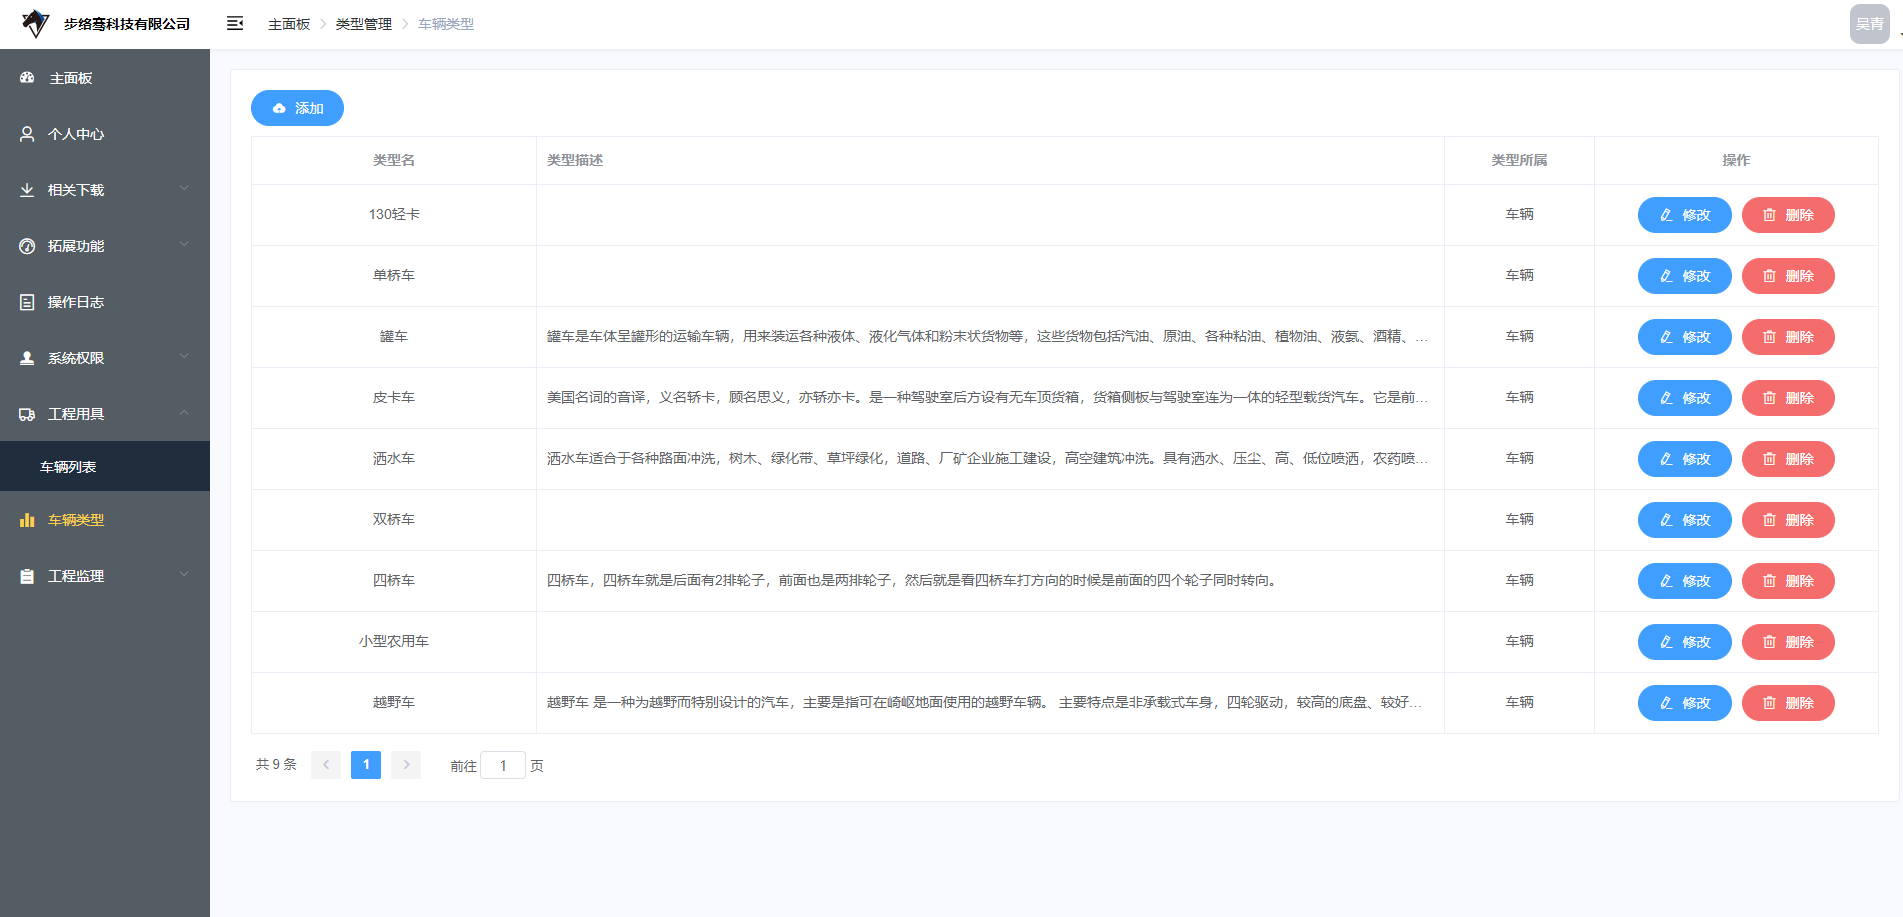 步络骞科技有限公司
主面板 > 类型管理 > 车辆类型
吴青
主面板
个人中心
相关下载
拓展功能
操作日志
系统权限
工程用具
车辆列表
车辆类型
工程监理
添加
类型名 类型描述 类型所属 操作
130轻卡 车辆 修改 删除
单桥车 车辆 修改 删除
罐车 罐车是车体呈罐形的运输车辆，用来装运各种液体、液化气体和粉末状货物等，这些货物包括汽油、原油、各种粘油、植物油、液氨、酒精、… 车辆 修改 删除
皮卡车 美国名词的音译，义名轿卡，顾名思义，亦轿亦卡。是一种驾驶室后方设有无车顶货箱，货箱侧板与驾驶室连为一体的轻型载货汽车。它是前… 车辆 修改 删除
洒水车 洒水车适合于各种路面冲洗，树木、绿化带、草坪绿化，道路、厂矿企业施工建设，高空建筑冲洗。具有洒水、压尘、高、低位喷洒，农药喷… 车辆 修改 删除
双桥车 车辆 修改 删除
四桥车 四桥车，四桥车就是后面有2排轮子，前面也是两排轮子，然后就是看四桥车打方向的时候是前面的四个轮子同时转向。 车辆 修改 删除
小型农用车 车辆 修改 删除
越野车 越野车 是一种为越野而特别设计的汽车，主要是指可在崎岖地面使用的越野车辆。 主要特点是非承载式车身，四轮驱动，较高的底盘、较好… 车辆 修改 删除
共 9 条 < 1 > 前往 1 页